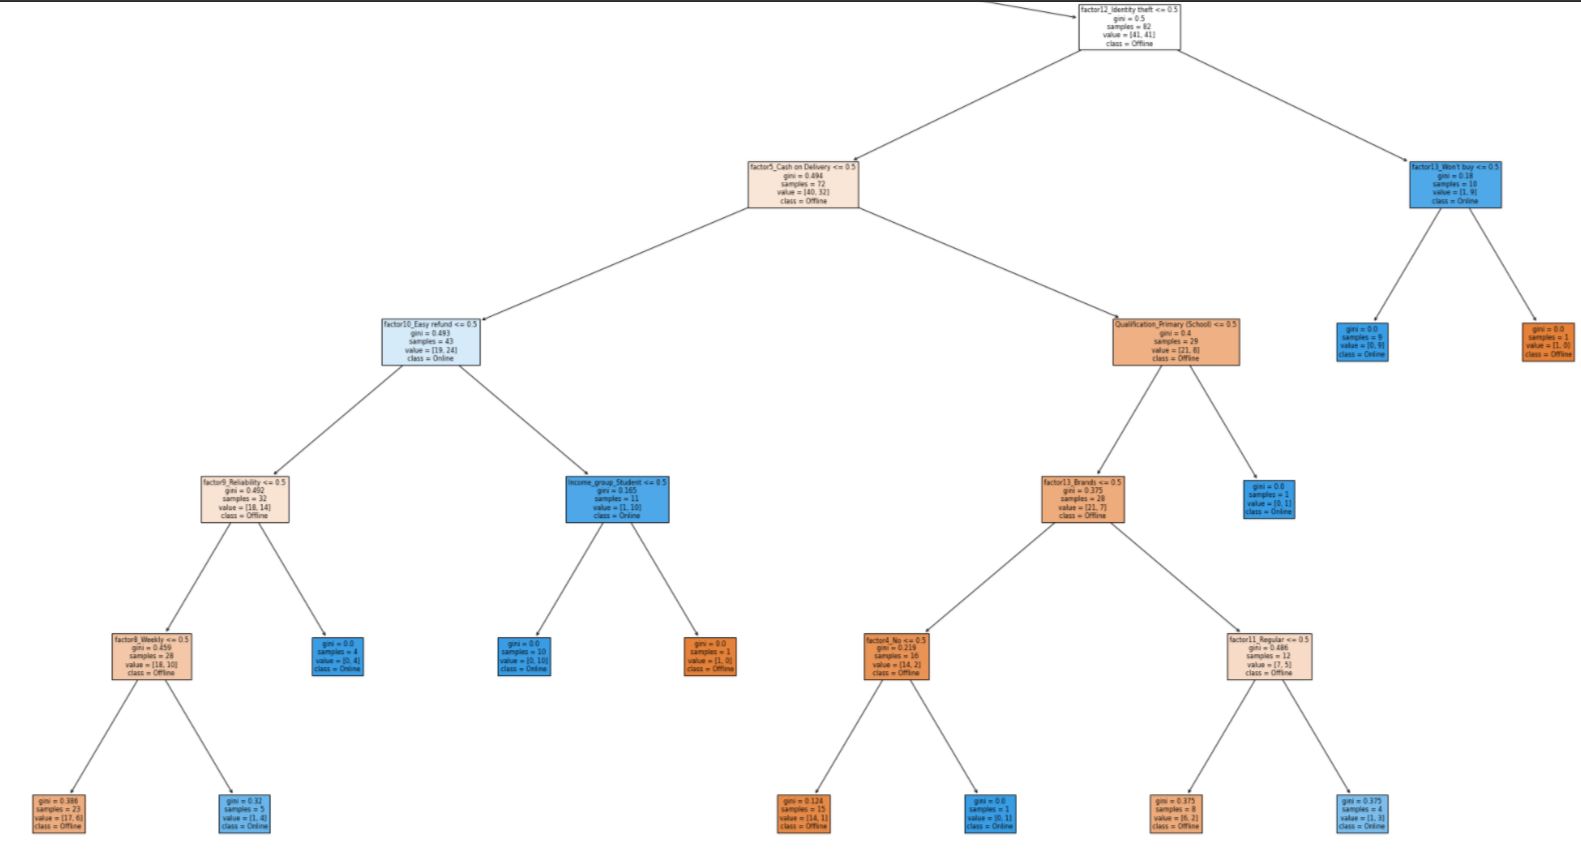 factor12_Identity theft <= 0.5
gini = 0.5
samples = 82
value = [41, 41]
class = Offline
factor5_Cash on Delivery <= 0.5
gini = 0.494
samples = 72
value = [40, 32]
class = Offline
factor13_Won't buy <= 0.5
gini = 0.18
samples = 10
value = [1, 9]
class = Online
factor10_Easy refund <= 0.5
gini = 0.493
samples = 43
value = [19, 24]
class = Online
Qualification_Primary (School) <= 0.5
gini = 0.4
samples = 29
value = [21, 8]
class = Offline
gini = 0.0
samples = 9
value = [0, 9]
class = Online
gini = 0.0
samples = 1
value = [1, 0]
class = Offline
factor9_Reliability <= 0.5
gini = 0.492
samples = 32
value = [18, 14]
class = Offline
Income_group_Student <= 0.5
gini = 0.165
samples = 11
value = [1, 10]
class = Online
factor13_Brands <= 0.5
gini = 0.375
samples = 28
value = [21, 7]
class = Offline
gini = 0.0
samples = 1
value = [0, 1]
class = Online
factor8_Weekly <= 0.5
gini = 0.459
samples = 28
value = [18, 10]
class = Offline
gini = 0.0
samples = 4
value = [0, 4]
class = Online
gini = 0.0
samples = 10
value = [0, 10]
class = Online
gini = 0.0
samples = 1
value = [1, 0]
class = Offline
factor4_No <= 0.5
gini = 0.219
samples = 16
value = [14, 2]
class = Offline
factor11_Regular <= 0.5
gini = 0.486
samples = 12
value = [7, 5]
class = Offline
gini = 0.386
samples = 23
value = [17, 6]
class = Offline
gini = 0.32
samples = 5
value = [1, 4]
class = Online
gini = 0.124
samples = 15
value = [14, 1]
class = Offline
gini = 0.0
samples = 1
value = [0, 1]
class = Online
gini = 0.375
samples = 8
value = [6, 2]
class = Offline
gini = 0.375
samples = 4
value = [1, 3]
class = Online